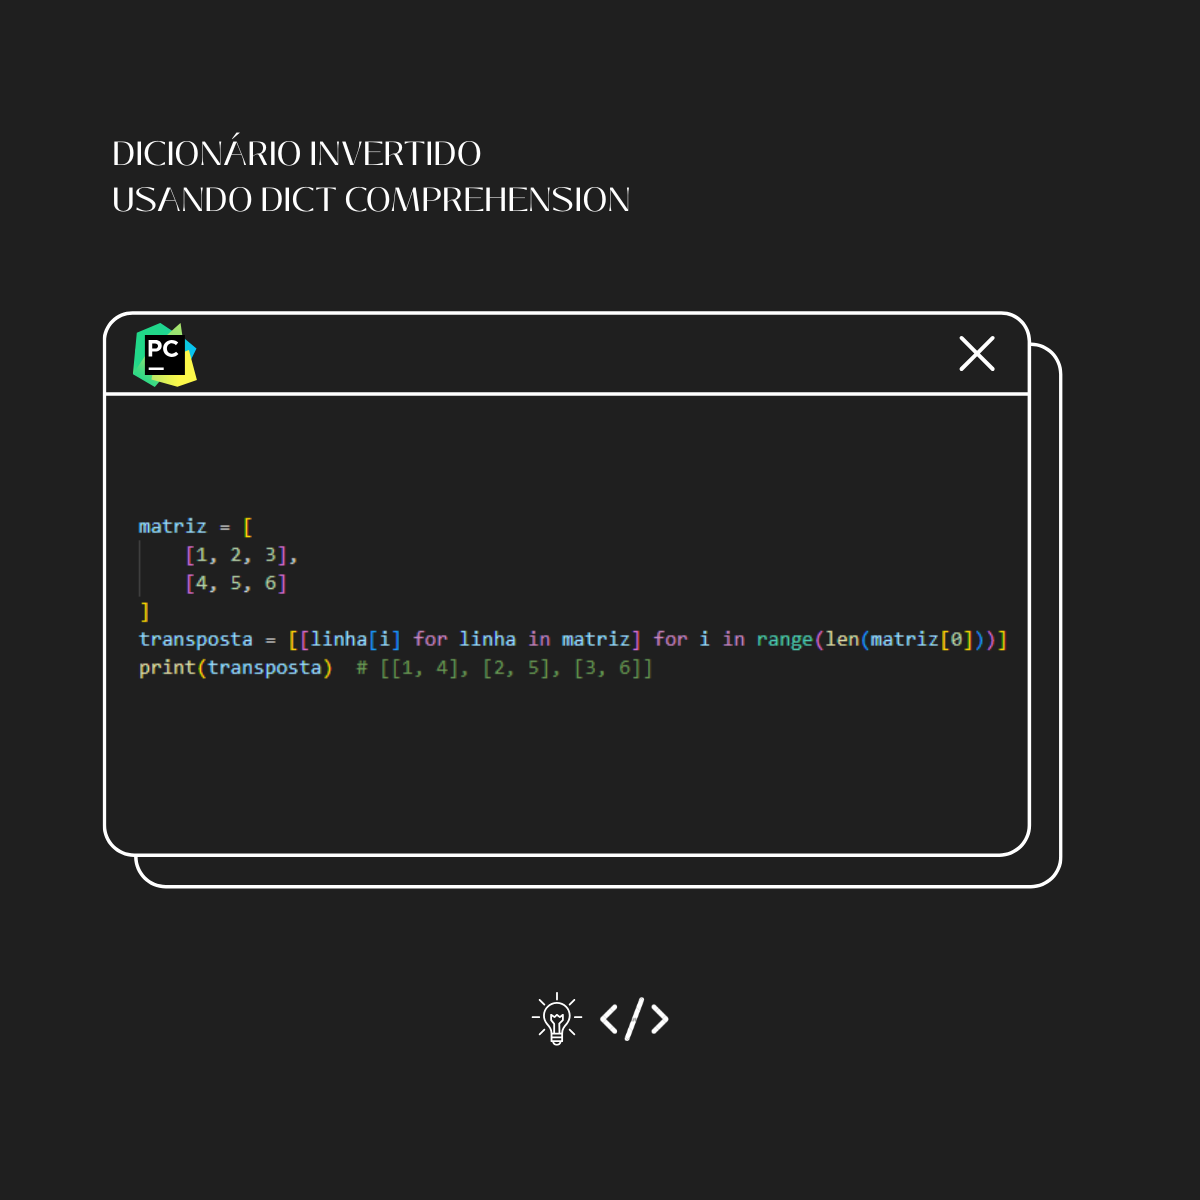 DICIONÁRIO INVERTIDO
USANDO DICT COMPREHENSION
PC
matriz = [
    [1, 2, 3],
    [4, 5, 6]
]
transposta = [[linha[i] for linha in matriz] for i in range(len(matriz[0]))]
print(transposta)  # [[1, 4], [2, 5], [3, 6]]